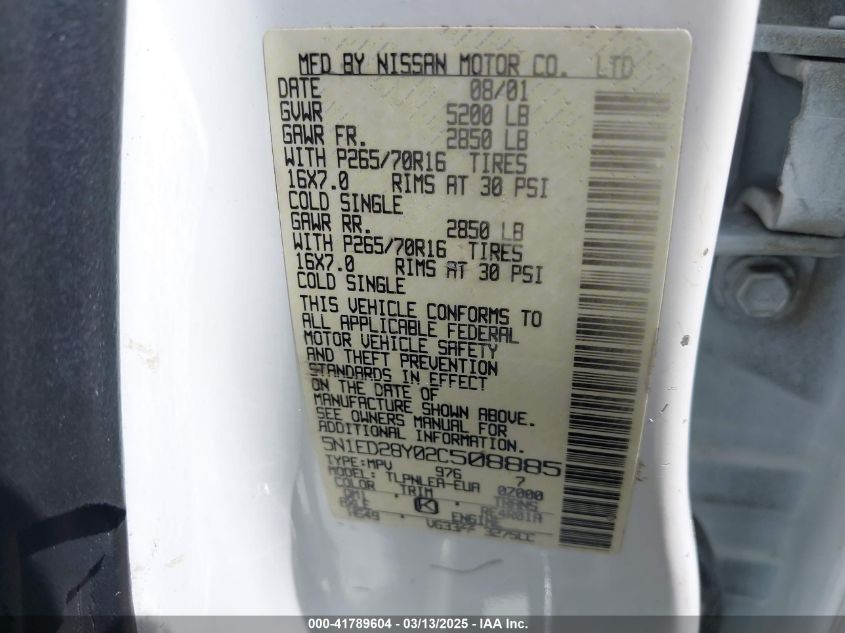 MFD BY NISSAN MOTOR CO. LTD
DATE 08/01
GVWR 5200 LB
GAWR FR. 2850 LB
WITH P265/70R16 TIRES
16X7.0 RIMS AT 30 PSI
COLD SINGLE
GAWR RR. 2850 LB
WITH P265/70R16 TIRES
16X7.0 RIMS AT 30 PSI
COLD SINGLE
THIS VEHICLE CONFORMS TO
ALL APPLICABLE FEDERAL
MOTOR VEHICLE SAFETY
AND THEFT PREVENTION
STANDARDS IN EFFECT
ON THE DATE OF
MANUFACTURE SHOWN ABOVE.
SEE OWNERS MANUAL FOR
ADDITIONAL INFORMATION.
5N1ED28Y02C508885
TYPE:MPV 976 7
MODEL: TLPNLEA-EUA 02000
COLOR TRIM TRANS
QM1 K RE4R01A
ENGINE
VG33 3275CC
000-41789604 - 03/13/2025 - IAA Inc.